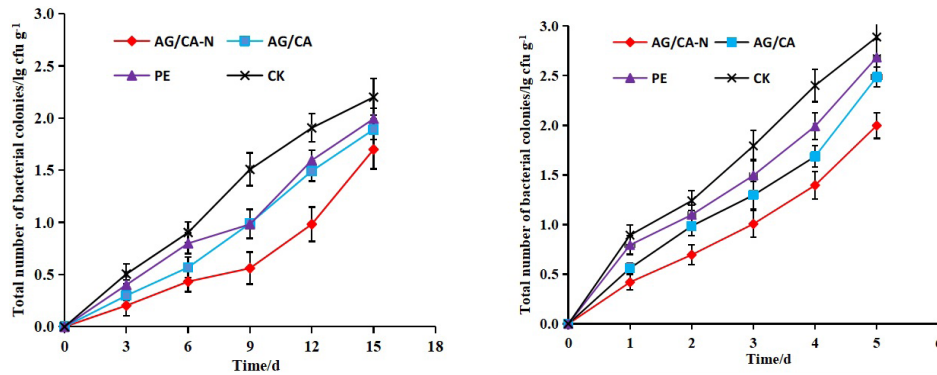 Total number of bacterial colonies/lg cfu g-1
3.0
2.5
2.0
1.5
1.0
0.5
0.0
AG/CA-N
AG/CA
PE
CK
0
3
6
9
12
15
18
Time/d
Total number of bacterial colonies/lg cfu g-1
3.0
2.5
2.0
1.5
1.0
0.5
0.0
AG/CA-N
AG/CA
PE
CK
0
1
2
3
4
5
Time/d